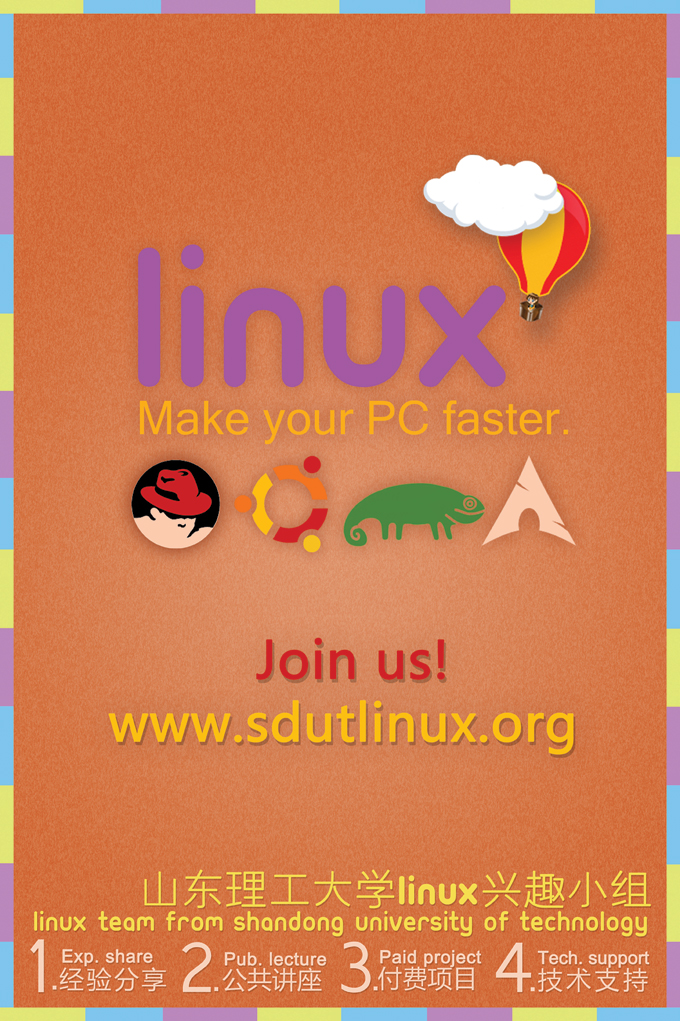 linux
Make your PC faster.
Join us!
www.sdutlinux.org
山东理工大学linux兴趣小组
linux team from shandong university of technology
1. Exp. share 经验分享 2. Pub. lecture 公共讲座 3. Paid project 付费项目 4. Tech. support 技术支持